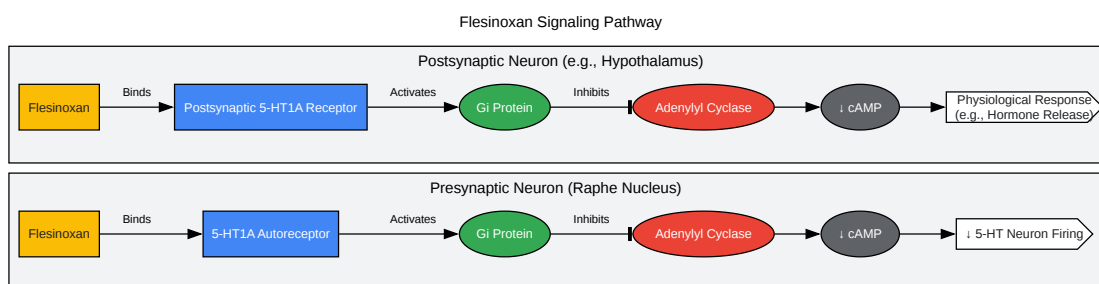 Flesinoxan Signaling Pathway
Postsynaptic Neuron (e.g., Hypothalamus)
Flesinoxan
Binds
Postsynaptic 5-HT1A Receptor
Activates
Gi Protein
Inhibits
Adenylyl Cyclase
↓ cAMP
Physiological Response
(e.g., Hormone Release)
Presynaptic Neuron (Raphe Nucleus)
Flesinoxan
Binds
5-HT1A Autoreceptor
Activates
Gi Protein
Inhibits
Adenylyl Cyclase
↓ cAMP
↓ 5-HT Neuron Firing